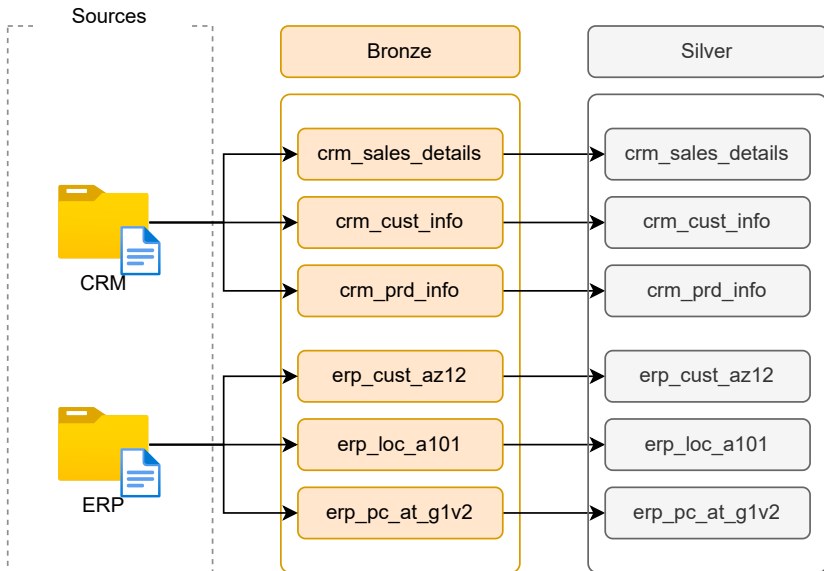 Sources
Bronze
Silver
crm_sales_details
crm_sales_details
crm_cust_info
crm_cust_info
CRM
crm_prd_info
crm_prd_info
erp_cust_az12
erp_cust_az12
erp_loc_a101
erp_loc_a101
ERP
erp_pc_at_g1v2
erp_pc_at_g1v2